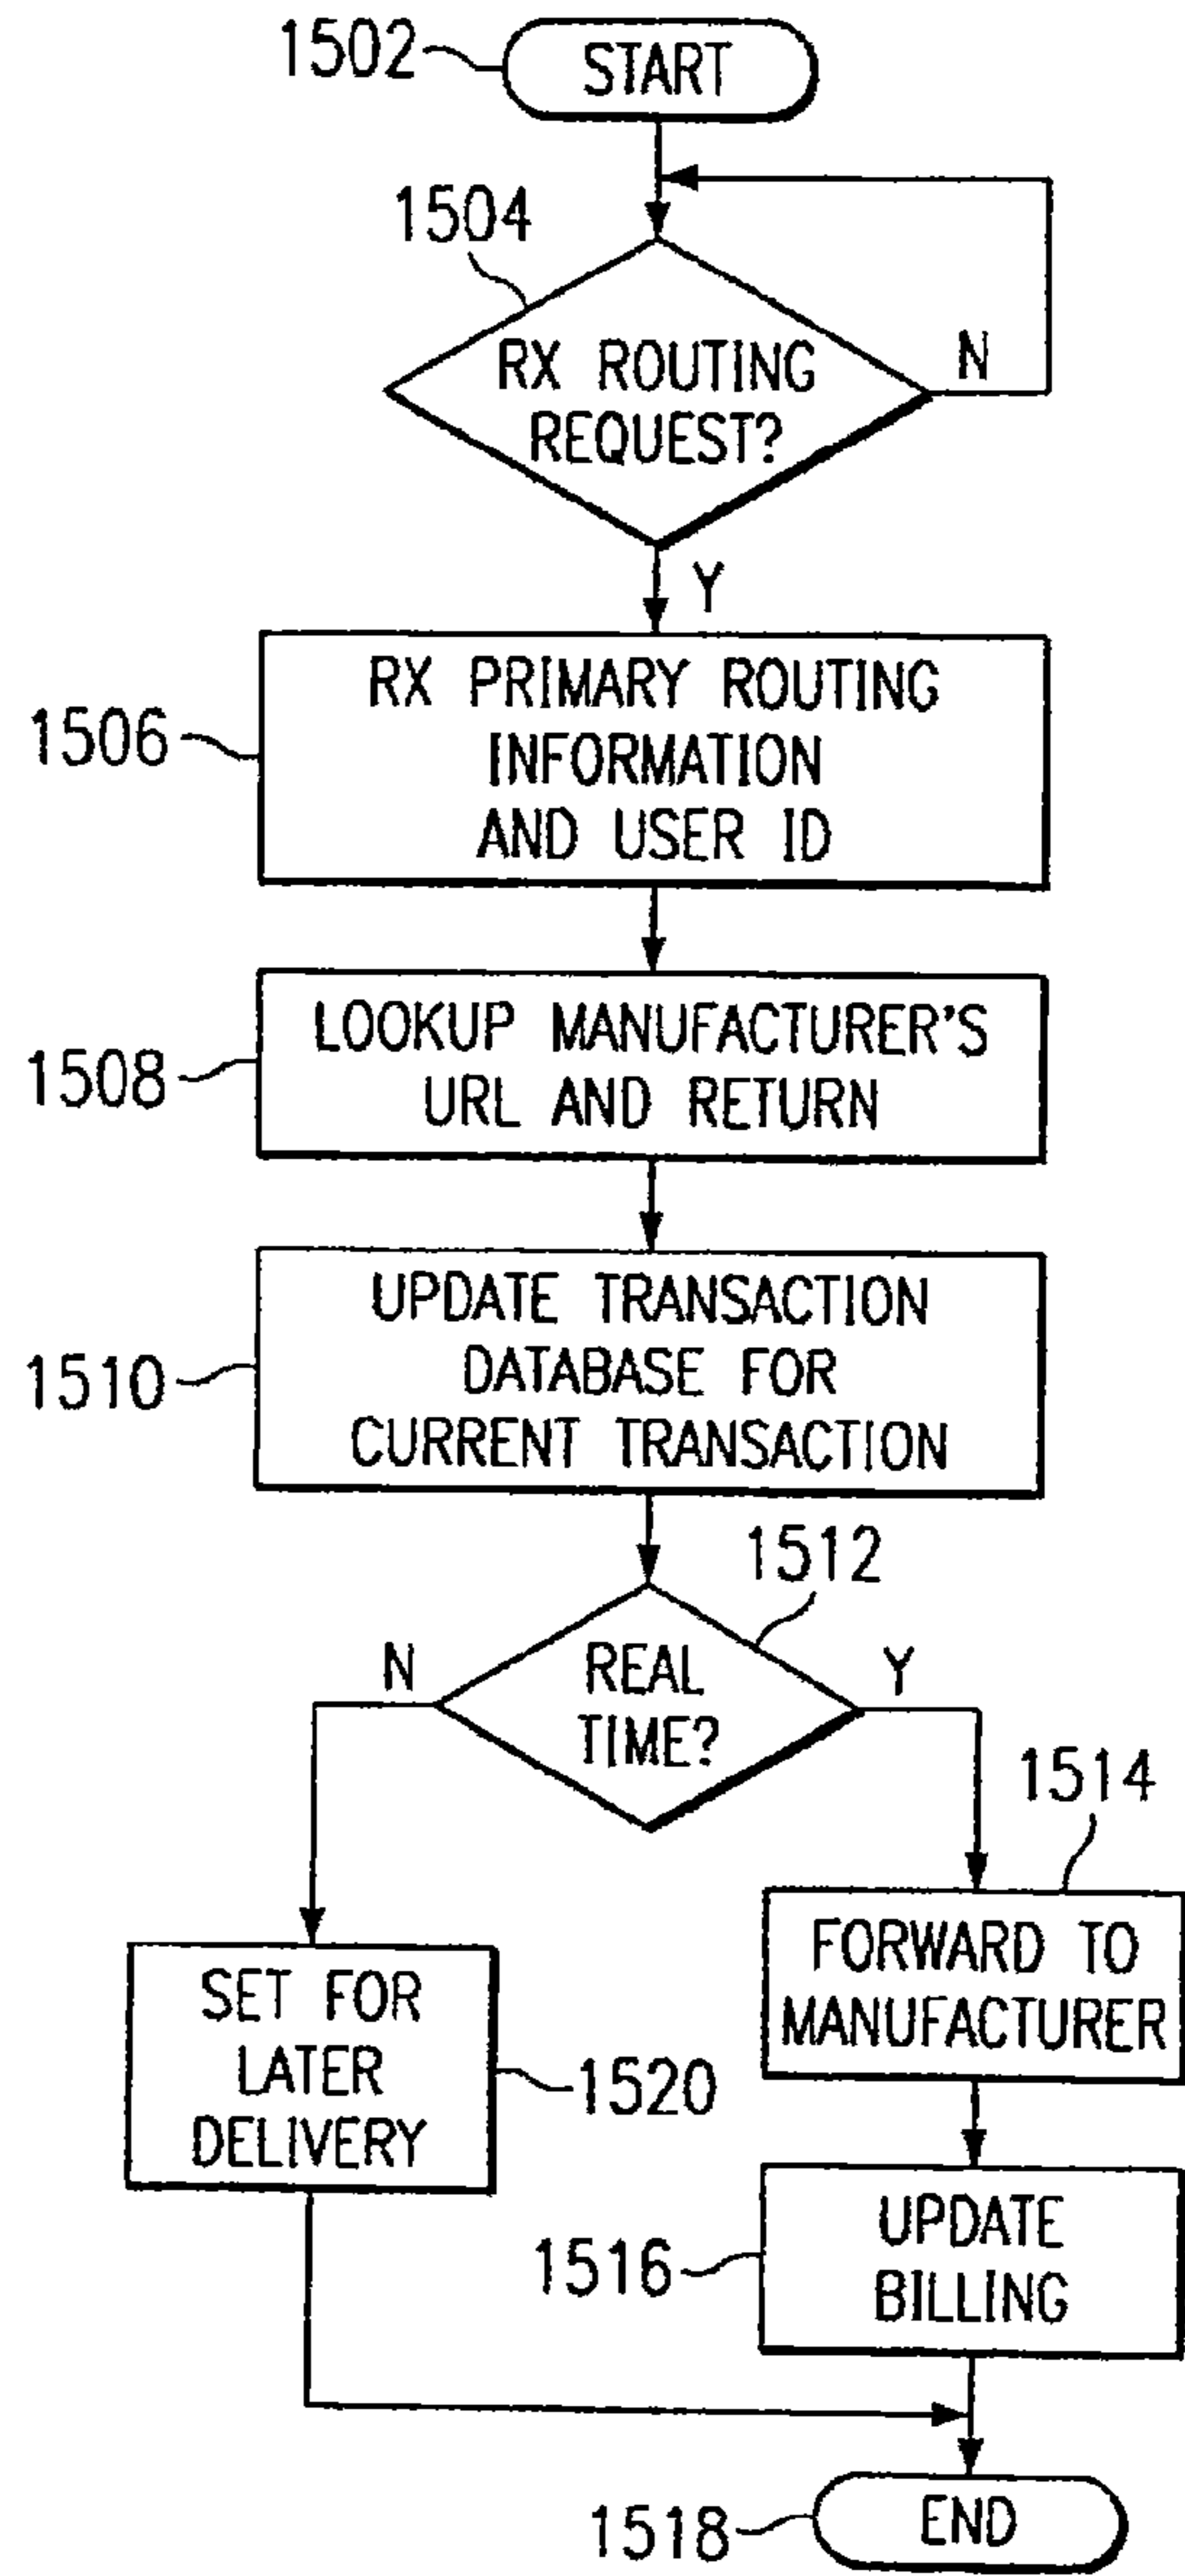 1502
START
1504
RX ROUTING
REQUEST?
N
Y
1506
RX PRIMARY ROUTING
INFORMATION
AND USER ID
1508
LOOKUP MANUFACTURER'S
URL AND RETURN
1510
UPDATE TRANSACTION
DATABASE FOR
CURRENT TRANSACTION
1512
N
REAL
TIME?
Y
1514
FORWARD TO
MANUFACTURER
SET FOR
LATER
DELIVERY
1520
1516
UPDATE
BILLING
1518
END